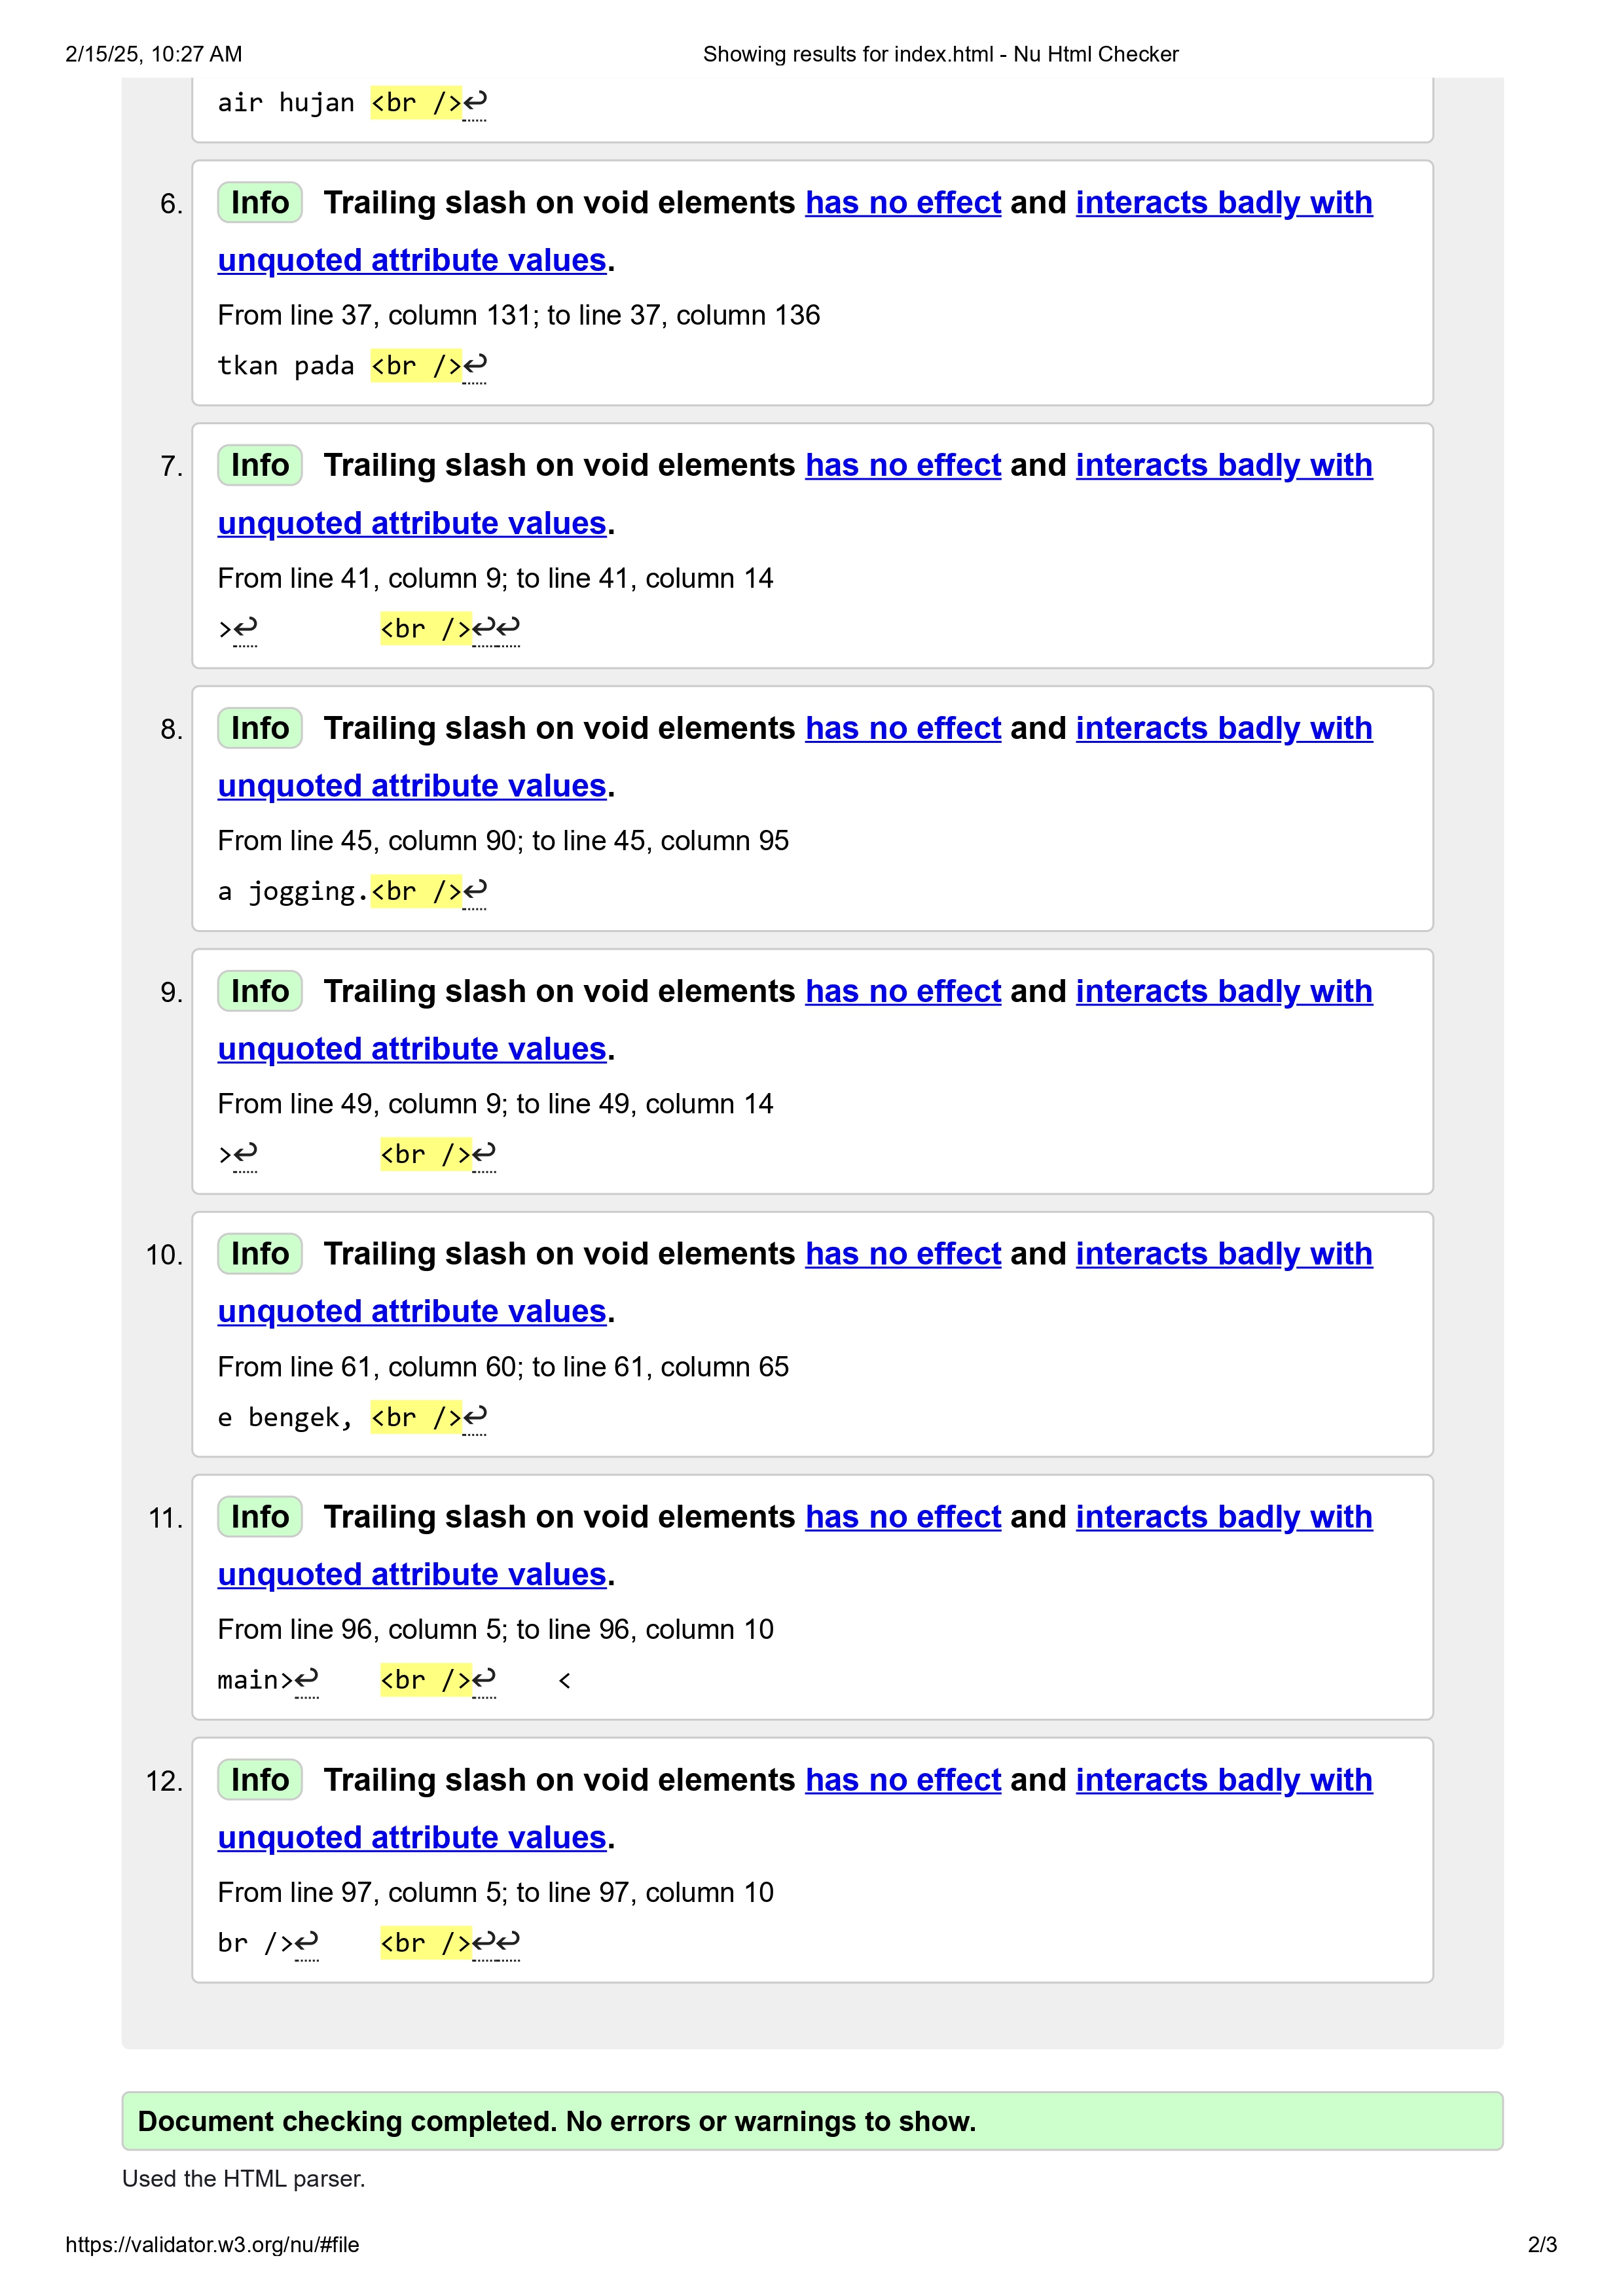 2/15/25, 10:27 AM
Showing results for index.html - Nu Html Checker
air hujan <br />↩
6. Info Trailing slash on void elements has no effect and interacts badly with
unquoted attribute values.
From line 37, column 131; to line 37, column 136
tkan pada <br />↩
7. Info Trailing slash on void elements has no effect and interacts badly with
unquoted attribute values.
From line 41, column 9; to line 41, column 14
>↩        <br />↩↩
8. Info Trailing slash on void elements has no effect and interacts badly with
unquoted attribute values.
From line 45, column 90; to line 45, column 95
a jogging.<br />↩
9. Info Trailing slash on void elements has no effect and interacts badly with
unquoted attribute values.
From line 49, column 9; to line 49, column 14
>↩        <br />↩
10. Info Trailing slash on void elements has no effect and interacts badly with
unquoted attribute values.
From line 61, column 60; to line 61, column 65
e bengek, <br />↩
11. Info Trailing slash on void elements has no effect and interacts badly with
unquoted attribute values.
From line 96, column 5; to line 96, column 10
main>↩    <br />↩    <
12. Info Trailing slash on void elements has no effect and interacts badly with
unquoted attribute values.
From line 97, column 5; to line 97, column 10
br />↩    <br />↩↩
Document checking completed. No errors or warnings to show.
Used the HTML parser.
https://validator.w3.org/nu/#file
2/3